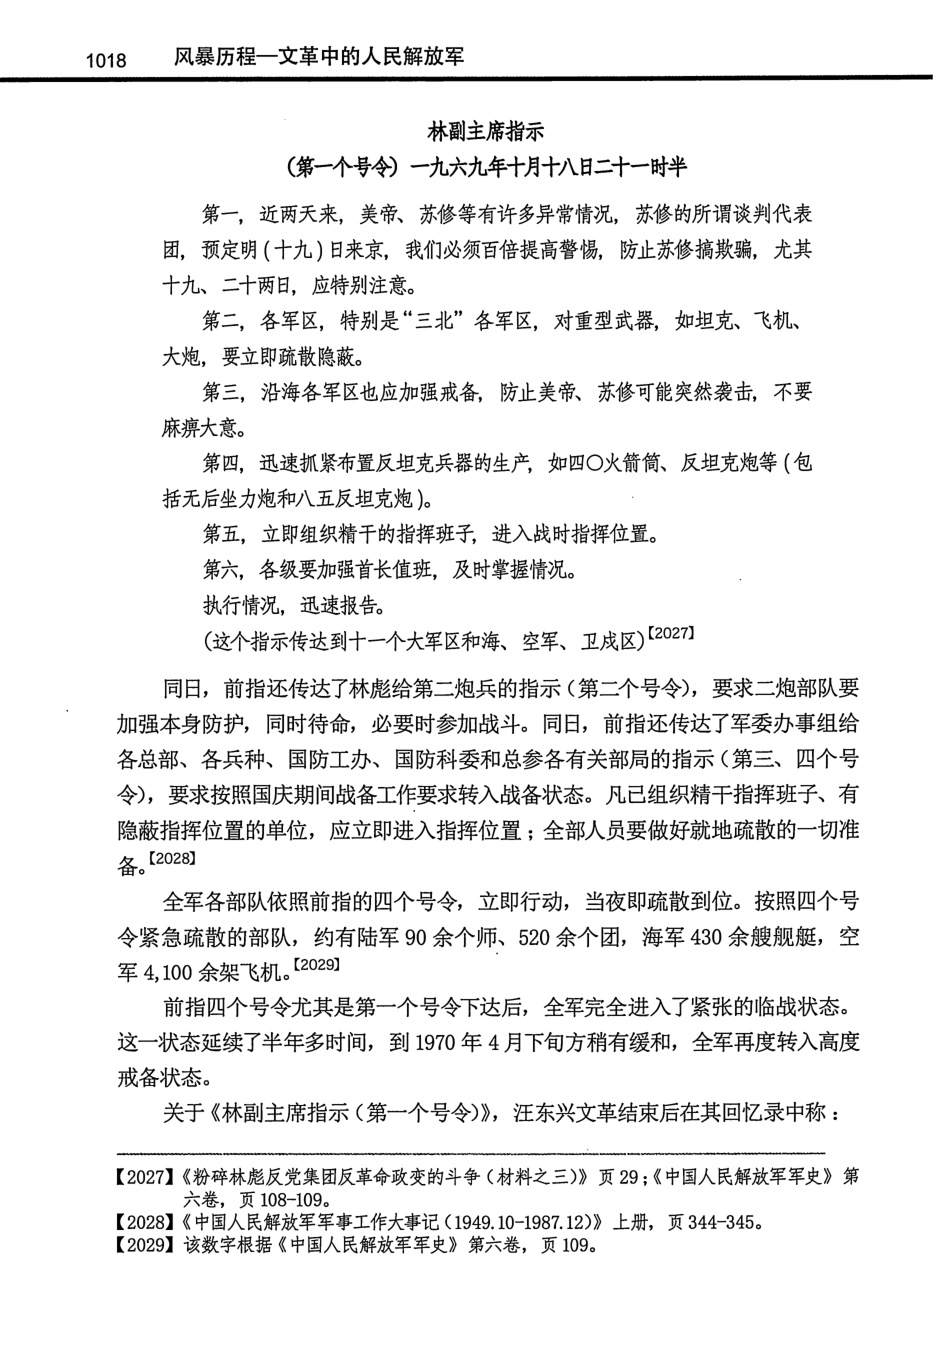 1018 风暴历程—文革中的人民解放军
林副主席指示
（第一个号令）一九六九年十月十八日二十一时半
第一，近两天来，美帝、苏修等有许多异常情况，苏修的所谓谈判代表
团，预定明（十九）日来京，我们必须百倍提高警惕，防止苏修搞欺骗，尤其
十九、二十两日，应特别注意。
第二，各军区，特别是“三北”各军区，对重型武器，如坦克、飞机、
大炮，要立即疏散隐蔽。
第三，沿海各军区也应加强戒备，防止美帝、苏修可能突然袭击，不要
麻痹大意。
第四，迅速抓紧布置反坦克兵器的生产，如四〇火箭筒、反坦克炮等（包
括无后坐力炮和八五反坦克炮）。
第五，立即组织精干的指挥班子，进入战时指挥位置。
第六，各级要加强首长值班，及时掌握情况。
执行情况，迅速报告。
（这个指示传达到十一个大军区和海、空军、卫戍区）【2027】
同日，前指还传达了林彪给第二炮兵的指示（第二个号令），要求二炮部队要
加强本身防护，同时待命，必要时参加战斗。同日，前指还传达了军委办事组给
各总部、各兵种、国防工办、国防科委和总参各有关部局的指示（第三、四个号
令），要求按照国庆期间战备工作要求转入战备状态。凡已组织精干指挥班子、有
隐蔽指挥位置的单位，应立即进入指挥位置；全部人员要做好就地疏散的一切准
备。【2028】
全军各部队依照前指的四个号令，立即行动，当夜即疏散到位。按照四个号
令紧急疏散的部队，约有陆军 90 余个师、520 余个团，海军 430 余艘舰艇，空
军 4,100 余架飞机。【2029】
前指四个号令尤其是第一个号令下达后，全军完全进入了紧张的临战状态。
这一状态延续了半年多时间，到 1970 年 4 月下旬方稍有缓和，全军再度转入高度
戒备状态。
关于《林副主席指示（第一个号令）》，汪东兴文革结束后在其回忆录中称：
【2027】《粉碎林彪反党集团反革命政变的斗争（材料之三）》页 29；《中国人民解放军军史》第
六卷，页 108-109。
【2028】《中国人民解放军军事工作大事记（1949.10-1987.12）》上册，页 344-345。
【2029】该数字根据《中国人民解放军军史》第六卷，页 109。